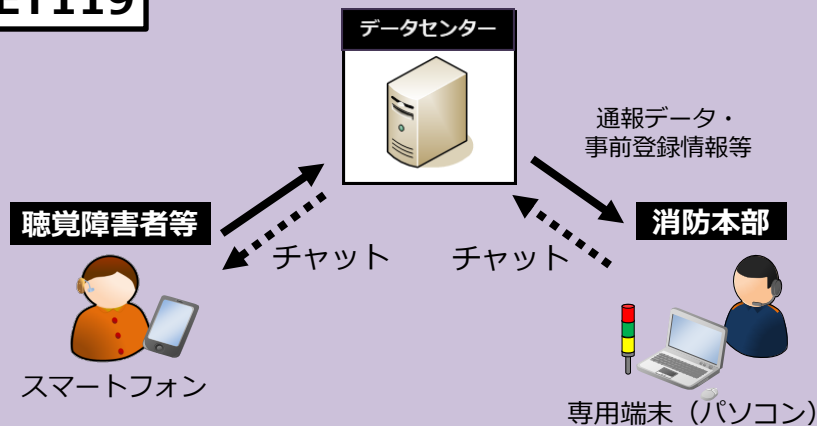 ET119
データセンター
通報データ・
事前登録情報等
聴覚障害者等
消防本部
チャット
チャット
スマートフォン
専用端末（パソコン）